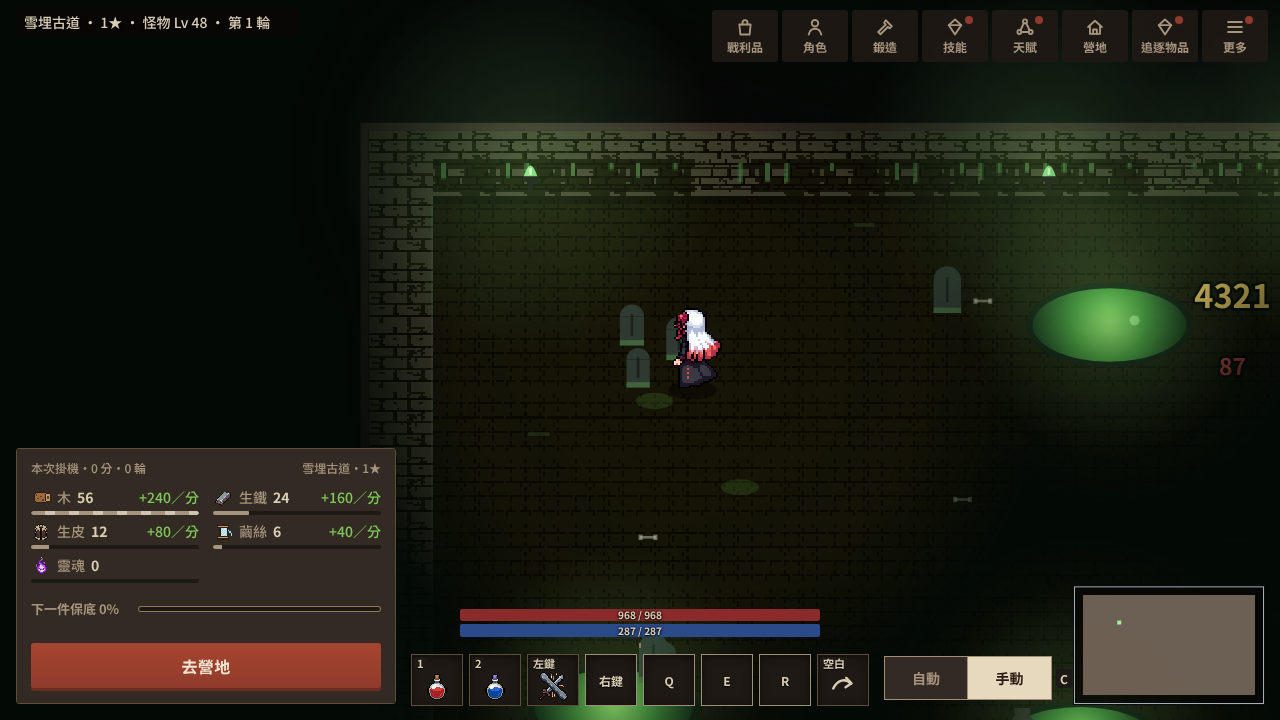 雪埋古道 · 1★ · 怪物 Lv 48 · 第 1 輪
戰利品
角色
鍛造
技能
天賦
營地
追逐物品
更多
4321
87
本次掛機·0 分·0 輪
雪埋古道·1★
木 56 +240／分
生鐵 24 +160／分
生皮 12 +80／分
繭絲 6 +40／分
靈魂 0
下一件保底 0%
去營地
968 / 968
287 / 287
1
2
左鍵
右鍵
Q
E
R
空白
自動
手動
C